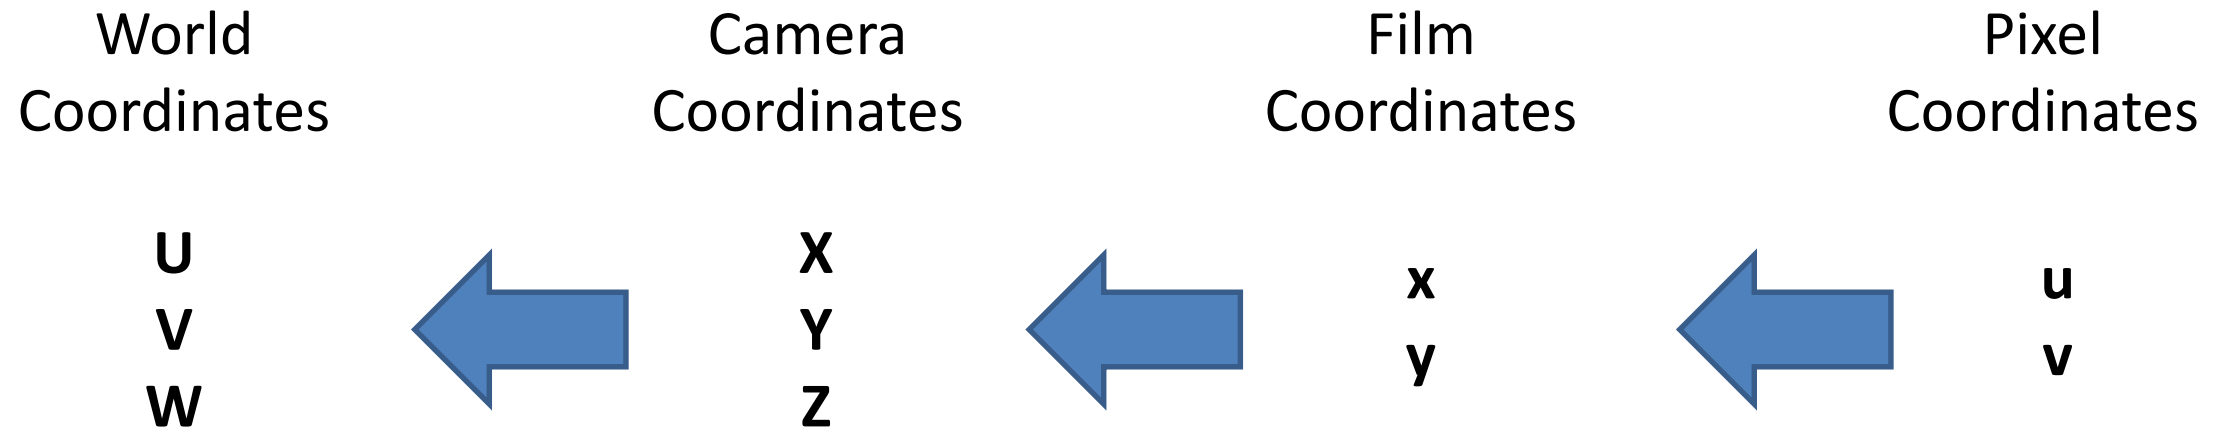 World
Coordinates
Camera
Coordinates
Film
Coordinates
Pixel
Coordinates
U
V
W
X
Y
Z
x
y
u
v